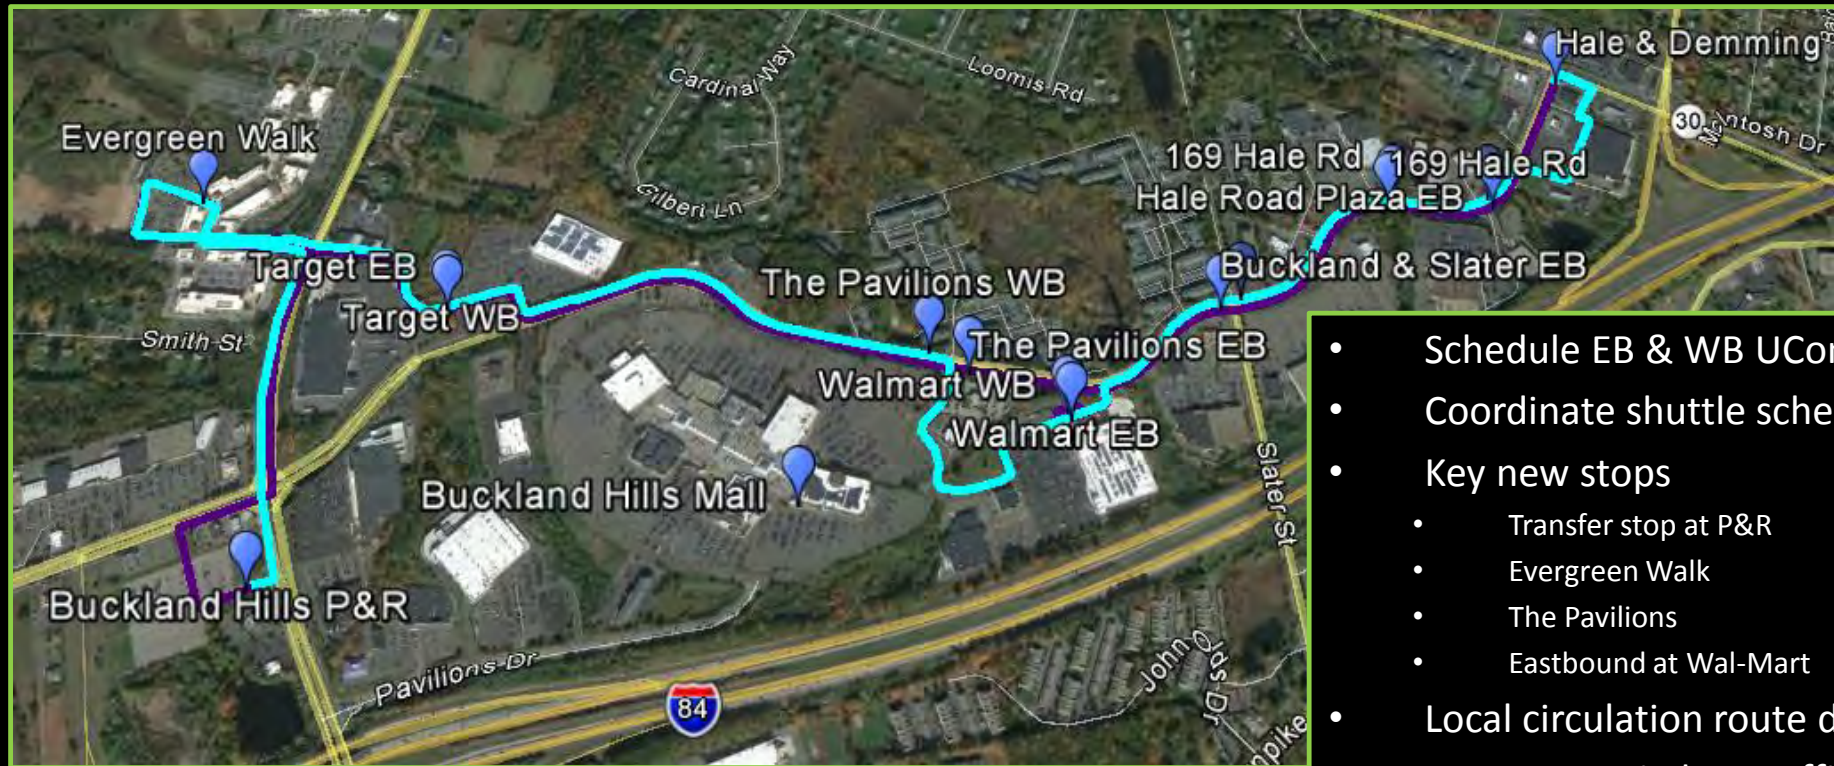 Hale & Demming
Cardinal Way
Loomis Rd
30
McIntosh Dr
Evergreen Walk
169 Hale Rd
169 Hale Rd
Hale Road Plaza EB
Gilbert Ln
Target EB
Buckland & Slater EB
The Pavilions WB
Target WB
Smith St
The Pavilions EB
Walmart WB
Walmart EB
Buckland Hills Mall
Slater St
Buckland Hills P&R
Pavilions Dr
84
John Olds Dr
• Schedule EB & WB
• Coordinate shuttle
• Key new stops
• Transfer stop at P&R
• Evergreen Walk
• The Pavilions
• Eastbound at Wal-Mart
• Local circulation route